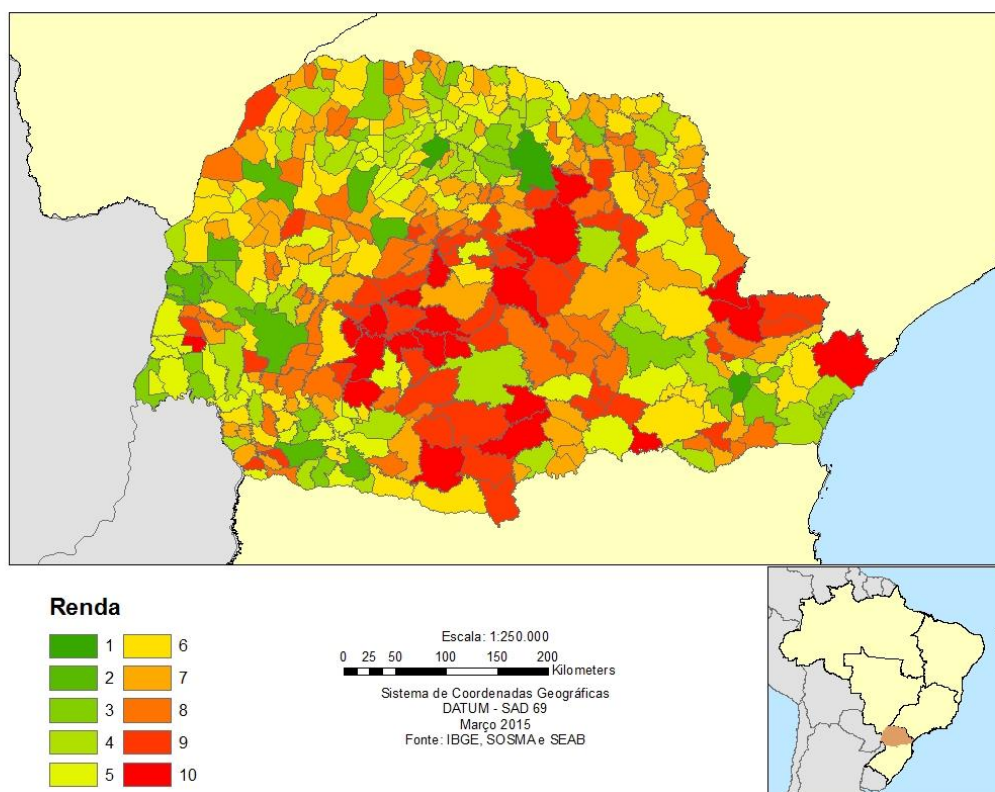 Renda
1 6
2 7
3 8
4 9
5 10
Escala: 1:250.000
0 25 50 100 150 200
Kilometers
Sistema de Coordenadas Geográficas
DATUM - SAD 69
Março 2015
Fonte: IBGE, SOSMA e SEAB